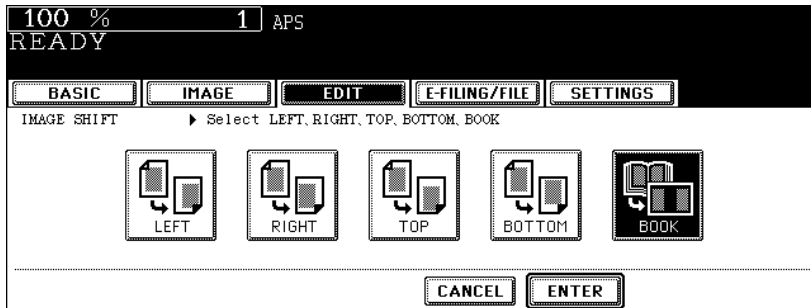 100 % 1 APS
READY
BASIC IMAGE EDIT E-FILING/FILE SETTINGS
IMAGE SHIFT ▶ Select LEFT, RIGHT, TOP, BOTTOM, BOOK
LEFT RIGHT TOP BOTTOM BOOK
CANCEL ENTER